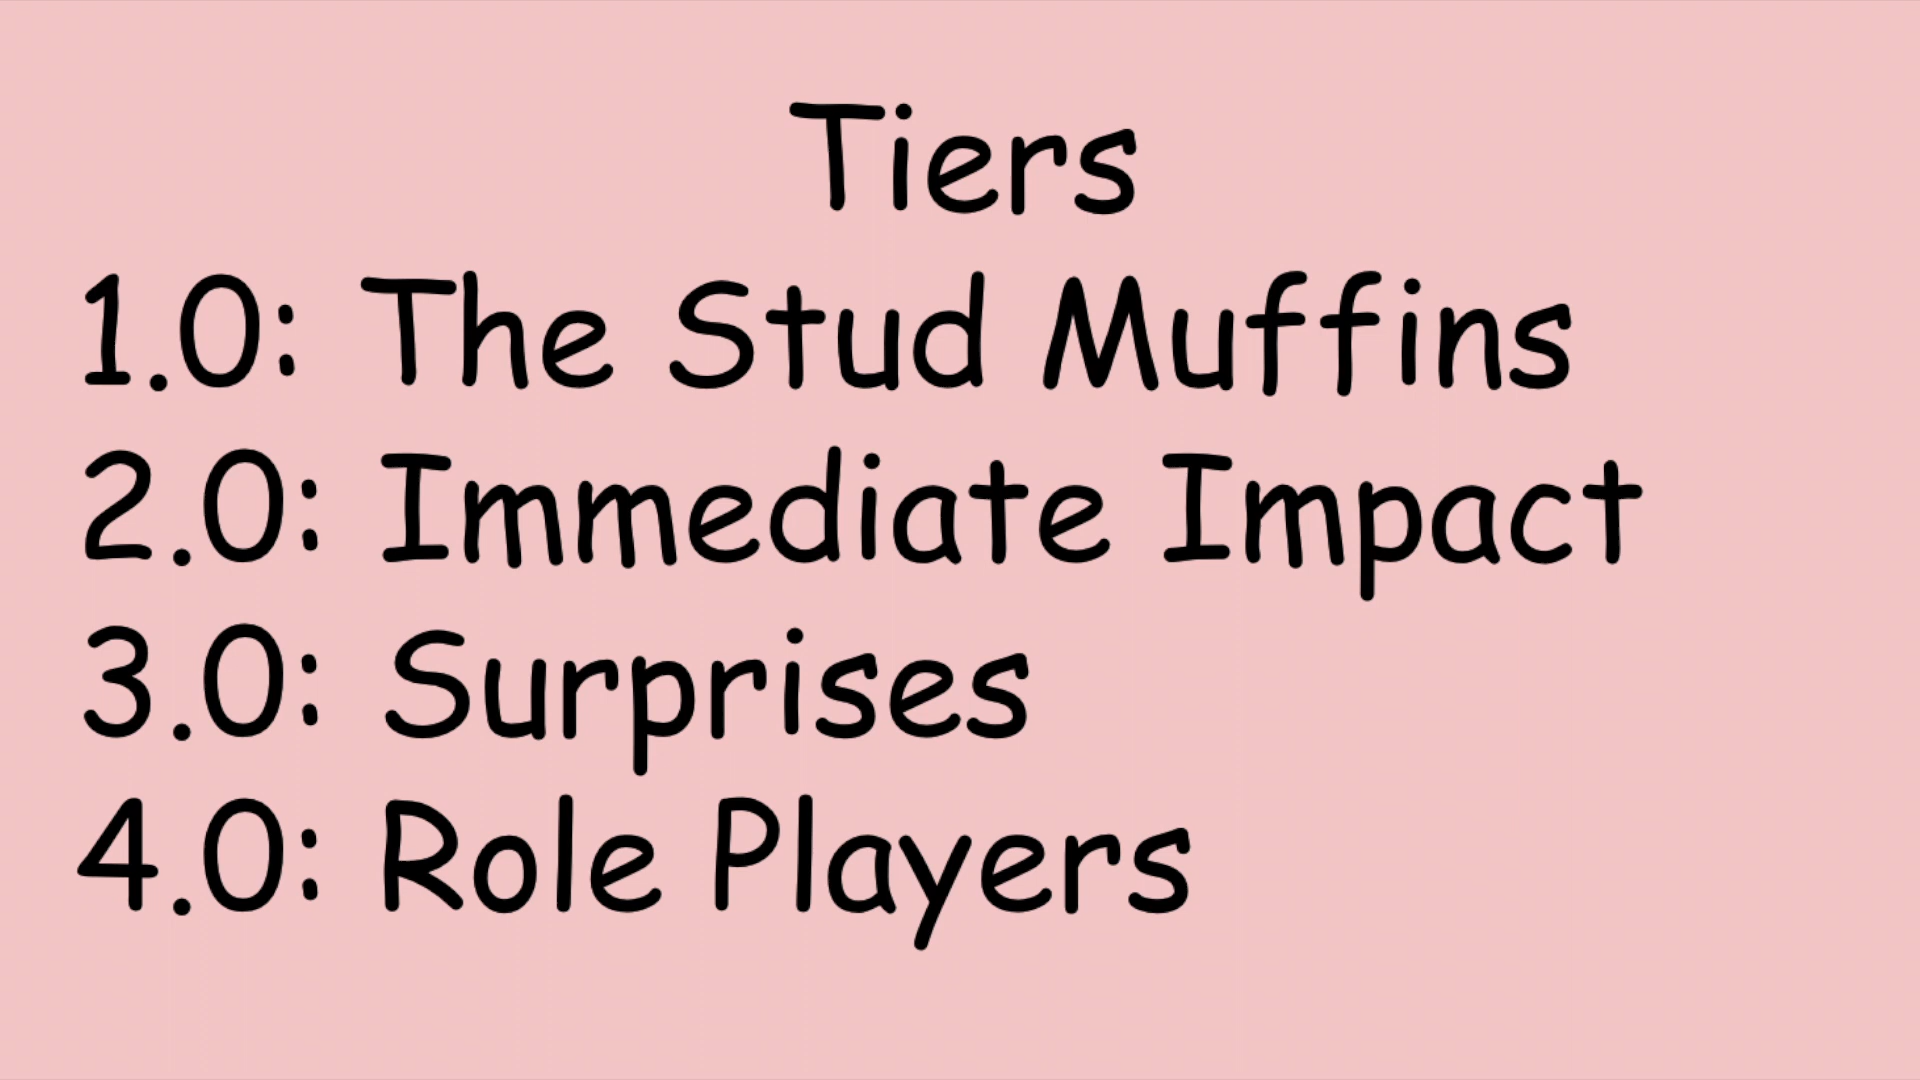 Tiers
1.0: The Stud Muffins
2.0: Immediate Impact
3.0: Surprises
4.0: Role Players